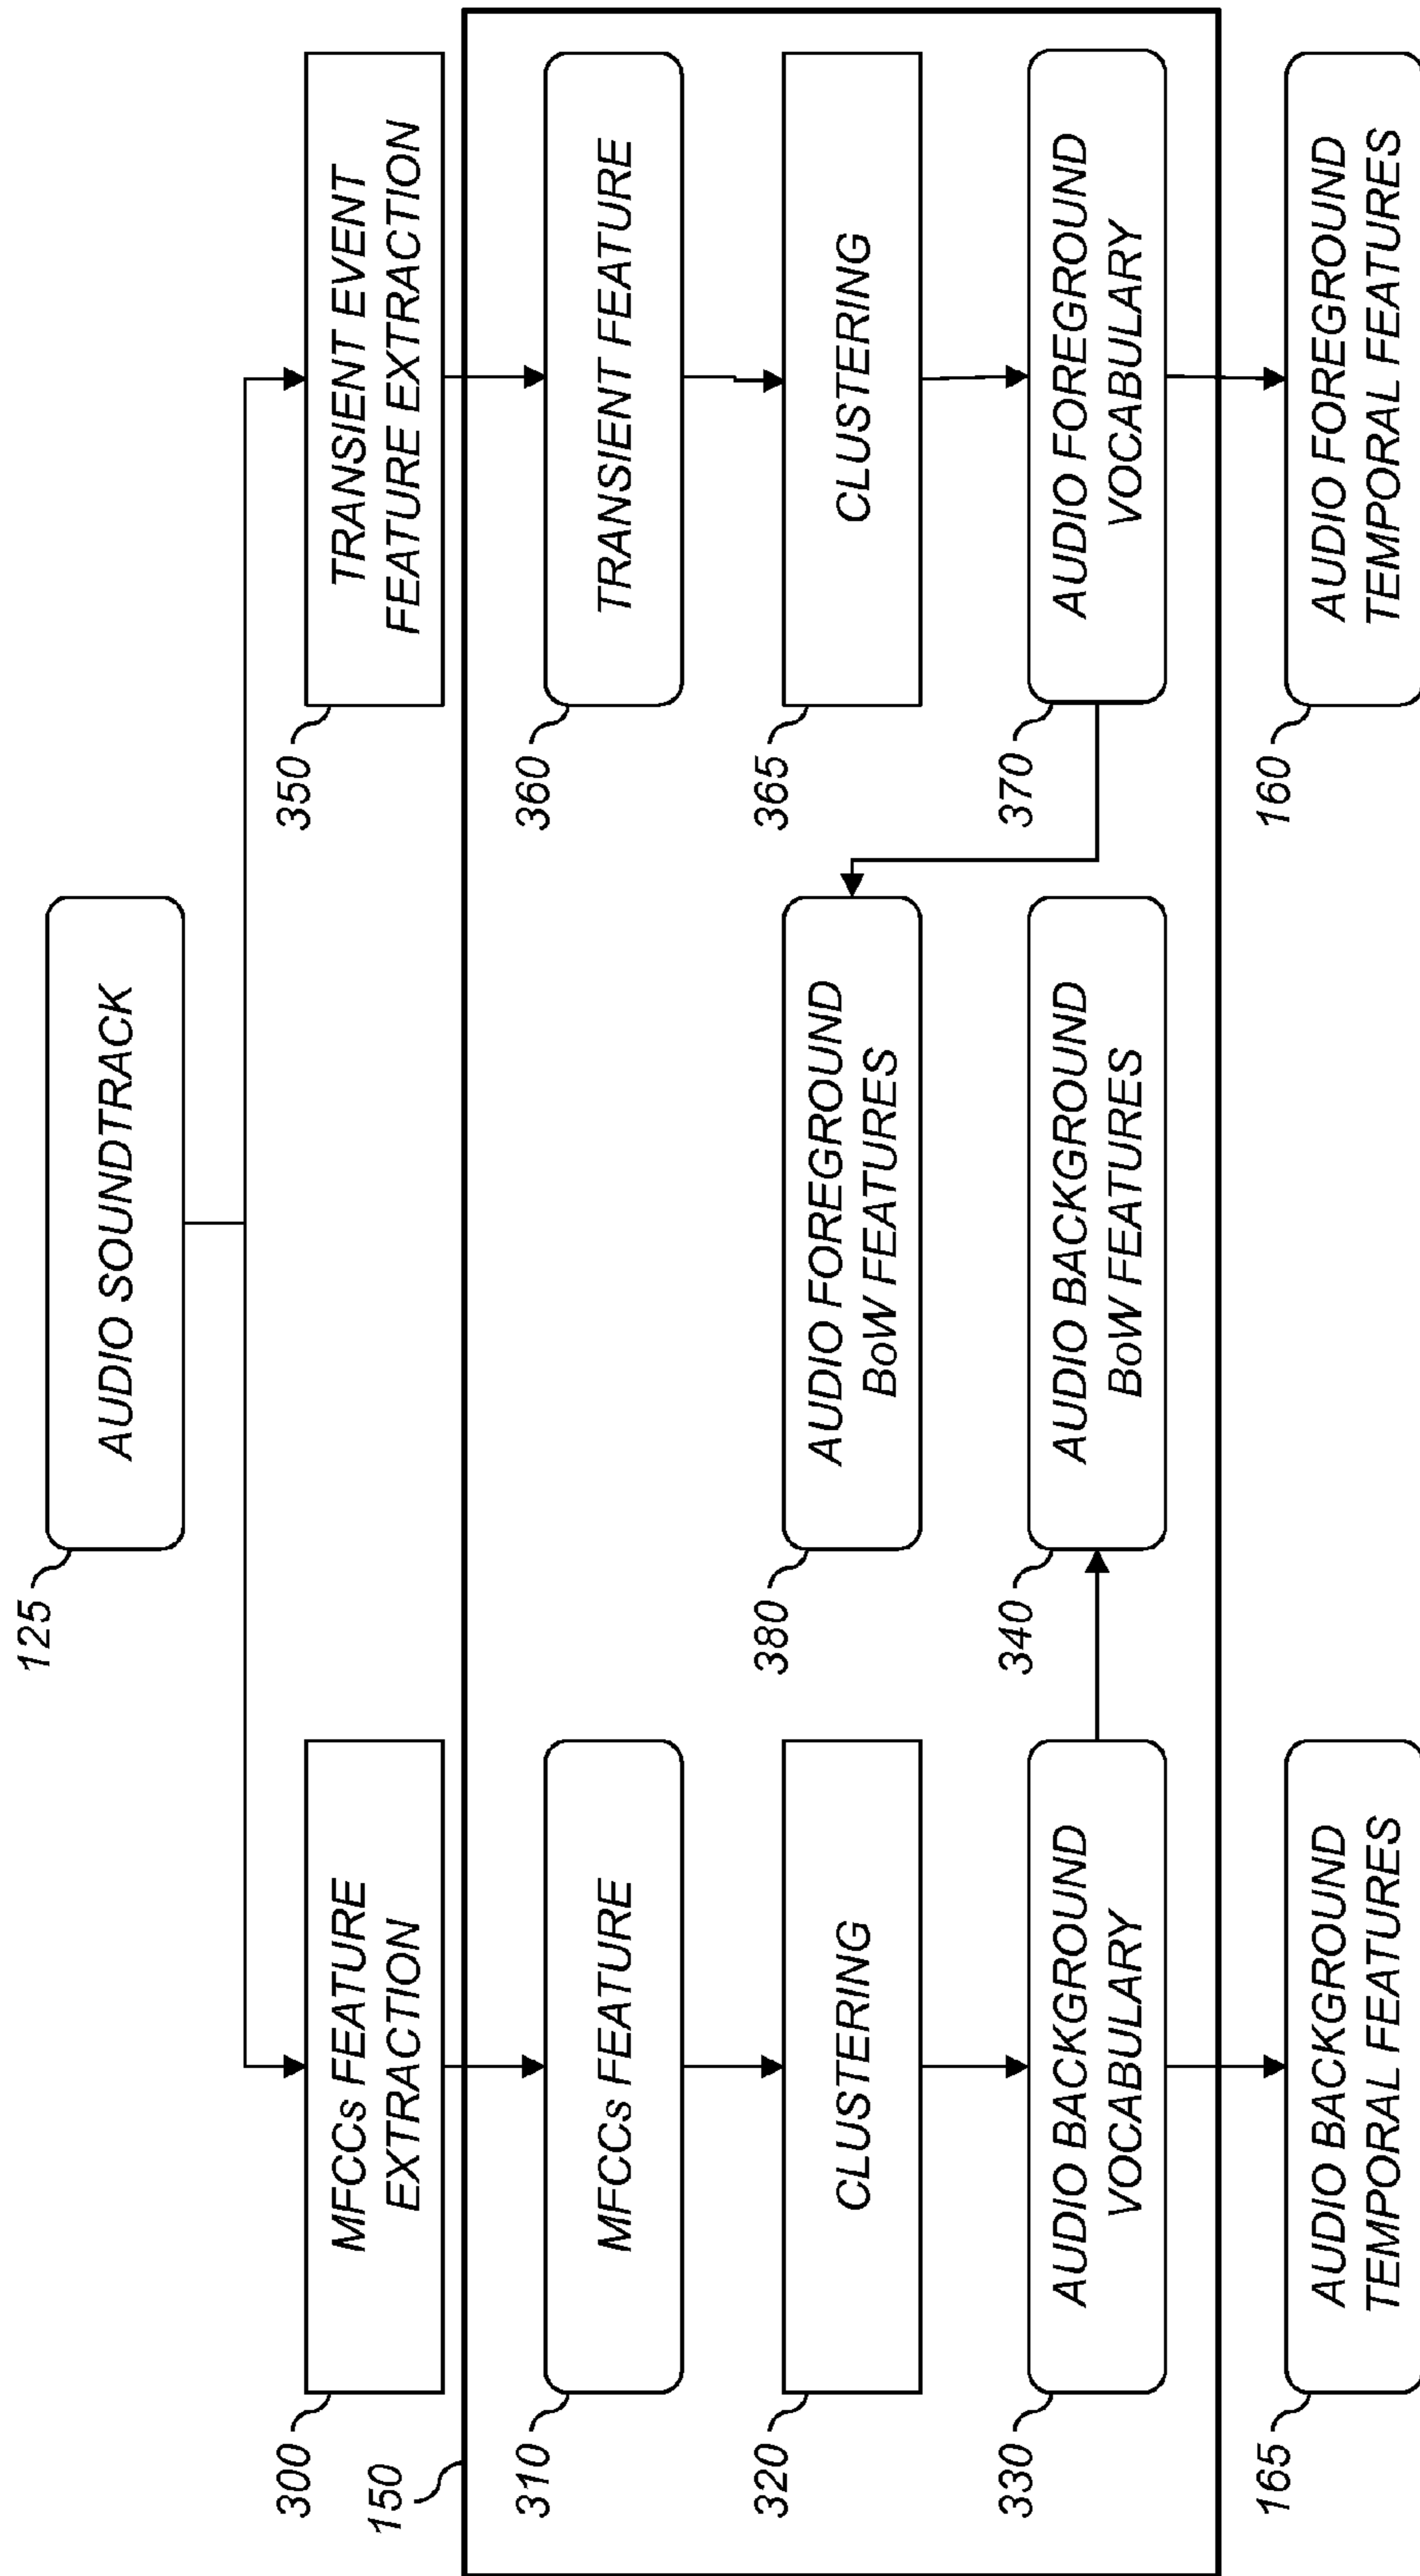 125
AUDIO SOUNDTRACK
300
MFCCs FEATURE
EXTRACTION
350
TRANSIENT EVENT
FEATURE EXTRACTION
150
310
MFCCs FEATURE
360
TRANSIENT FEATURE
320
CLUSTERING
380
AUDIO FOREGROUND
BoW FEATURES
365
CLUSTERING
330
AUDIO BACKGROUND
VOCABULARY
340
AUDIO BACKGROUND
BoW FEATURES
370
AUDIO FOREGROUND
VOCABULARY
165
AUDIO BACKGROUND
TEMPORAL FEATURES
160
AUDIO FOREGROUND
TEMPORAL FEATURES